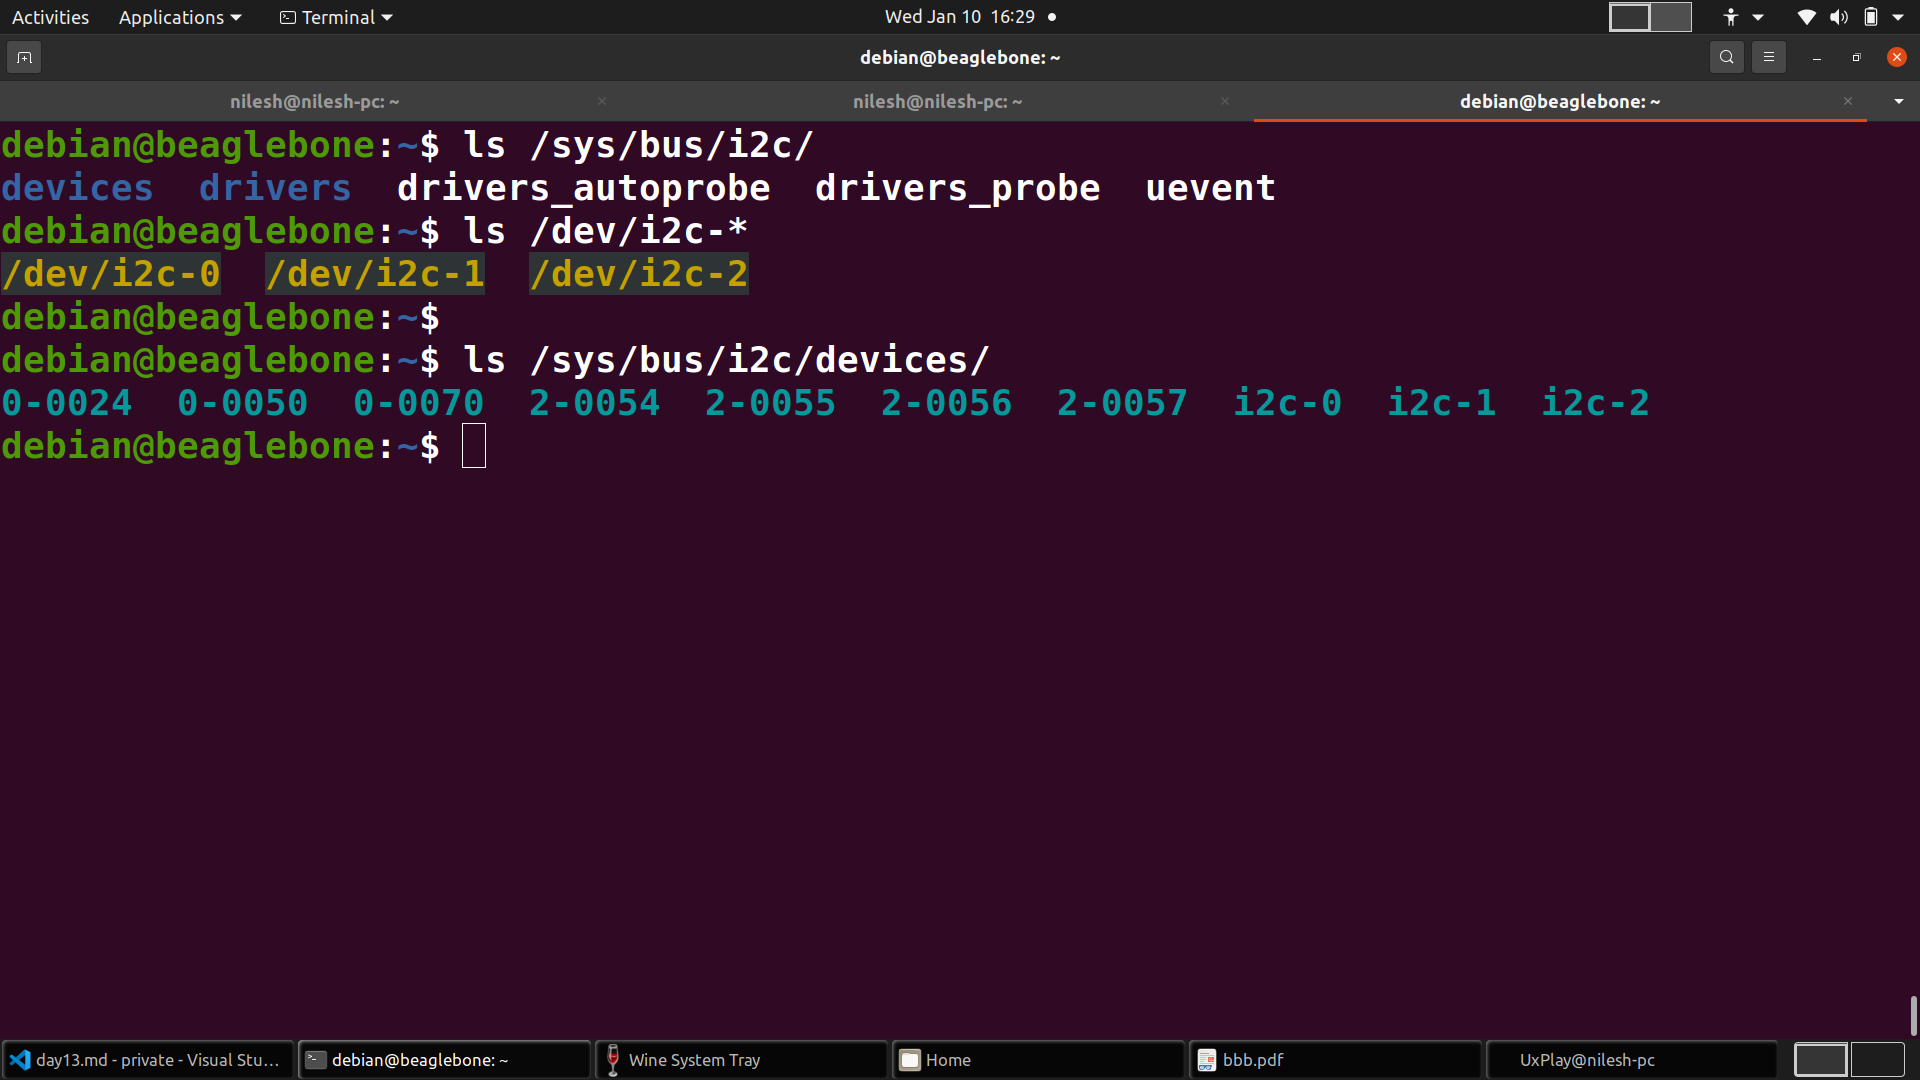 Activities Applications Terminal Wed Jan 10 16:29
debian@beaglebone: ~
nilesh@nilesh-pc: ~ nilesh@nilesh-pc: ~ debian@beaglebone: ~
debian@beaglebone:~$ ls /sys/bus/i2c/
devices drivers drivers_autoprobe drivers_probe uevent
debian@beaglebone:~$ ls /dev/i2c-*
/dev/i2c-0 /dev/i2c-1 /dev/i2c-2
debian@beaglebone:~$
debian@beaglebone:~$ ls /sys/bus/i2c/devices/
0-0024 0-0050 0-0070 2-0054 2-0055 2-0056 2-0057 i2c-0 i2c-1 i2c-2
debian@beaglebone:~$
day13.md - private - Visual Stu... debian@beaglebone: ~ Wine System Tray Home bbb.pdf UxPlay@nilesh-pc